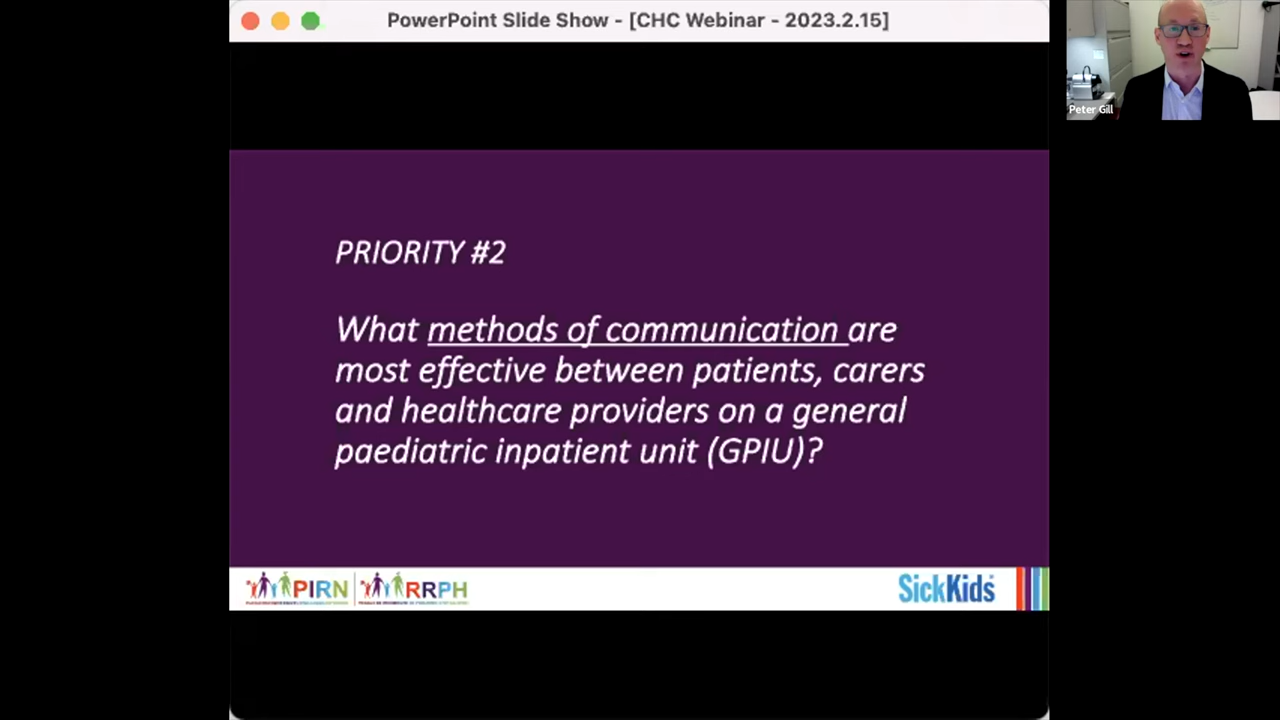 PowerPoint Slide Show - [CHC Webinar - 2023.2.15]
Peter Gill
PRIORITY #2
What methods of communication are
most effective between patients, carers
and healthcare providers on a general
paediatric inpatient unit (GPIU)?
PIRN RRPH
SickKids